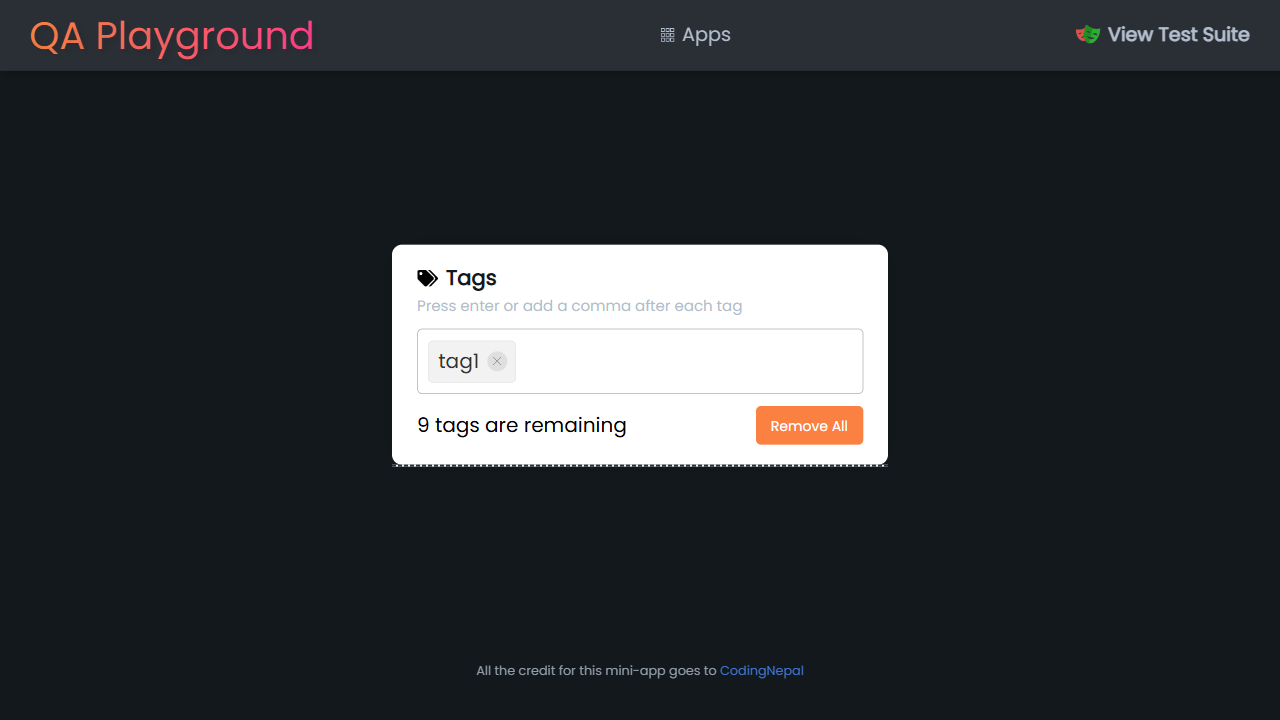 QA Playground
Apps
View Test Suite
Tags
Press enter or add a comma after each tag
tag1
9 tags are remaining
Remove All
All the credit for this mini-app goes to CodingNepal